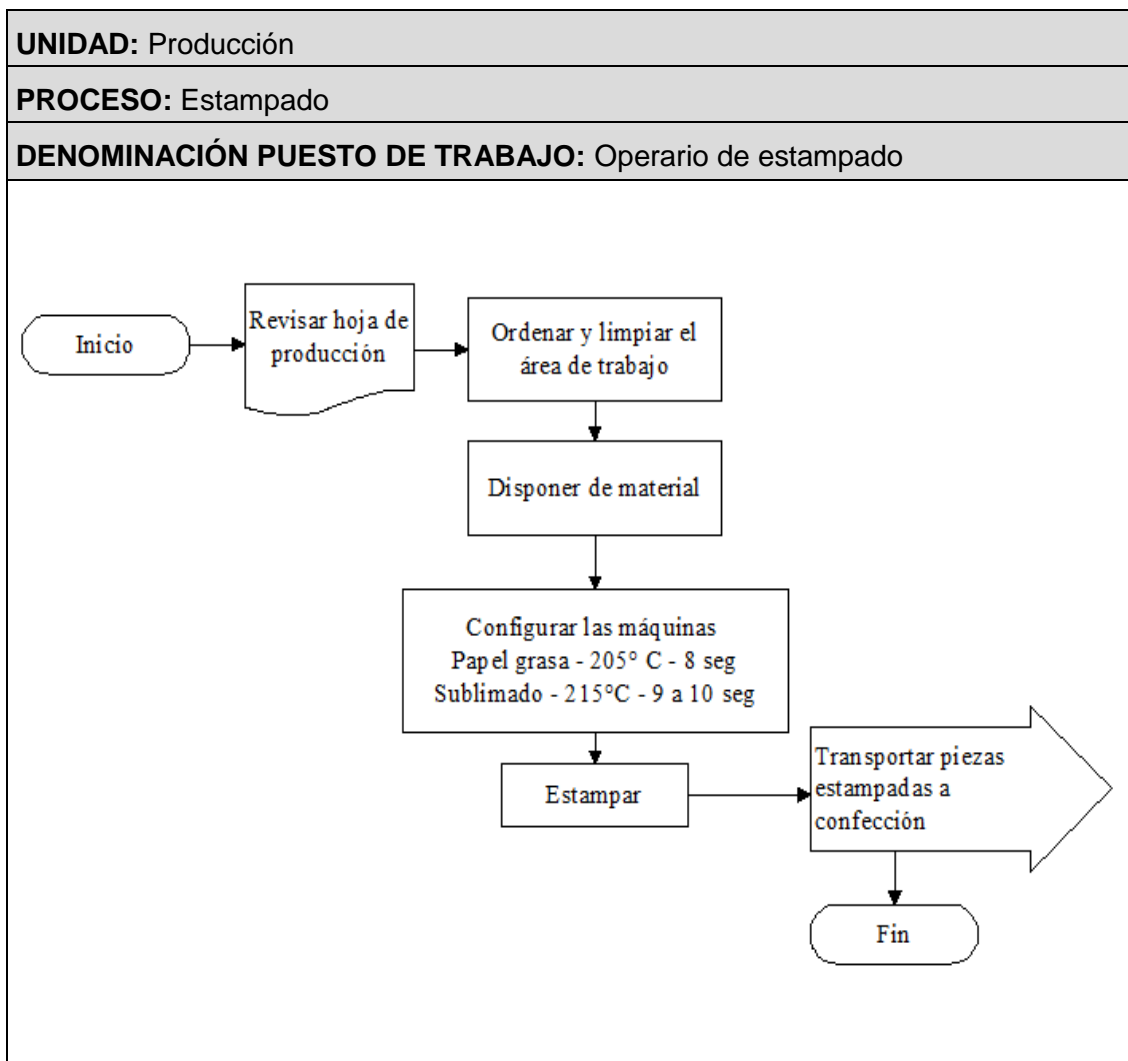 UNIDAD: Producción
PROCESO: Estampado
DENOMINACIÓN PUESTO DE TRABAJO: Operario de estampado
Inicio
Revisar hoja de
producción
Ordenar y limpiar el
área de trabajo
Disponer de material
Configurar las máquinas
Papel grasa - 205° C - 8 seg
Sublimado - 215°C - 9 a 10 seg
Estampar
Transportar piezas
estampadas a
confección
Fin